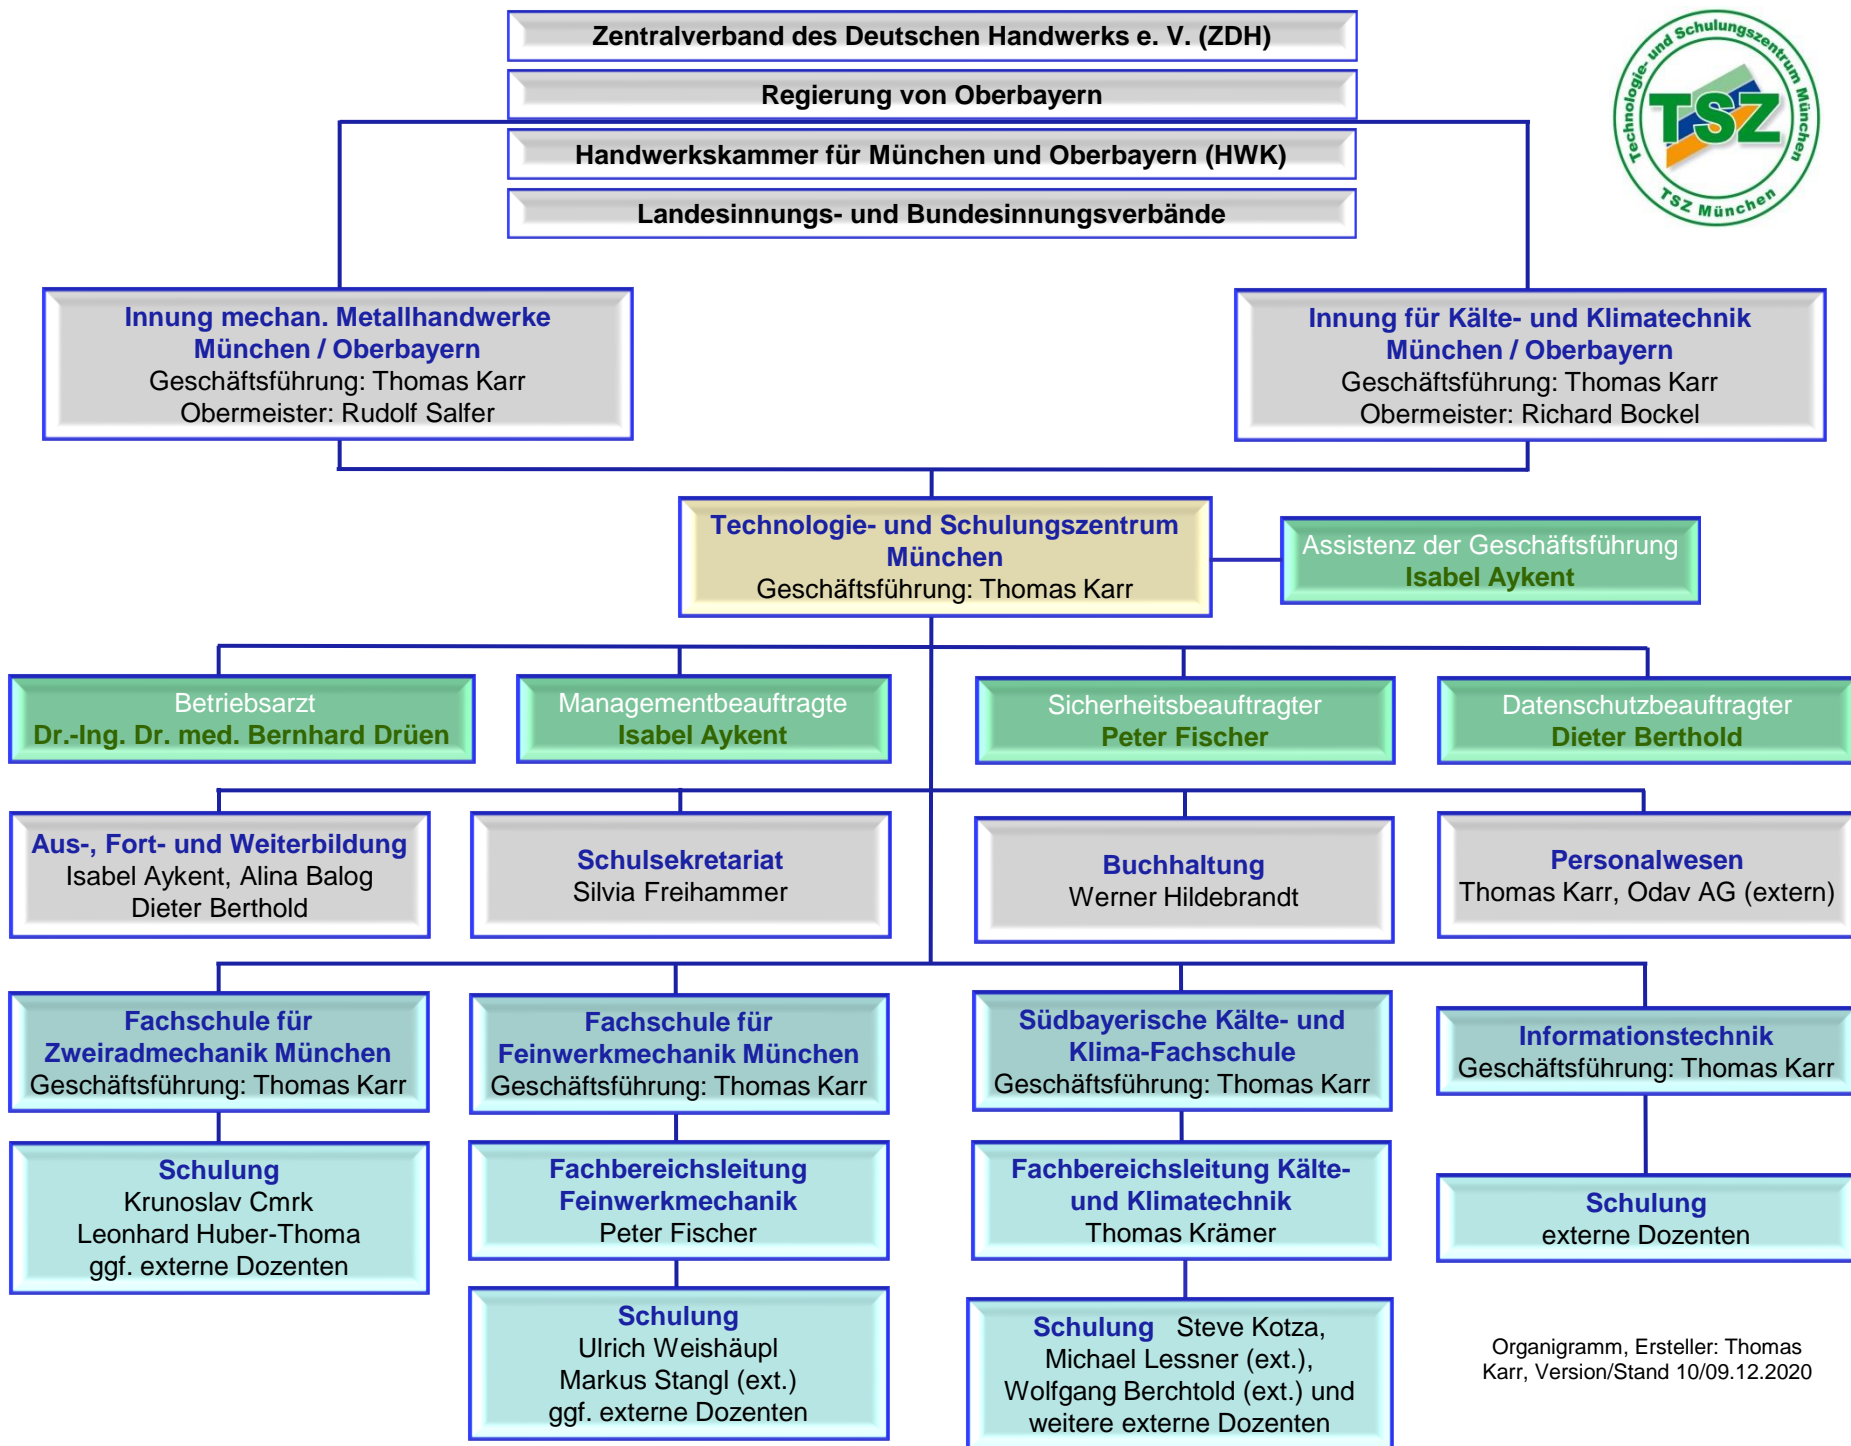 Zentralverband des Deutschen Handwerks e. V. (ZDH)
Regierung von Oberbayern
Handwerkskammer für München und Oberbayern (HWK)
Landesinnungs- und Bundesinnungsverbände
Technologie- und Schulungszentrum München
TSZ
TSZ München
Innung mechan. Metallhandwerke
München / Oberbayern
Geschäftsführung: Thomas Karr
Obermeister: Rudolf Salfer
Innung für Kälte- und Klimatechnik
München / Oberbayern
Geschäftsführung: Thomas Karr
Obermeister: Richard Bockel
Technologie- und Schulungszentrum
München
Geschäftsführung: Thomas Karr
Assistenz der Geschäftsführung
Isabel Aykent
Betriebsarzt
Dr.-Ing. Dr. med. Bernhard Drüen
Managementbeauftragte
Isabel Aykent
Sicherheitsbeauftragter
Peter Fischer
Datenschutzbeauftragter
Dieter Berthold
Aus-, Fort- und Weiterbildung
Isabel Aykent, Alina Balog
Dieter Berthold
Schulsekretariat
Silvia Freihammer
Buchhaltung
Werner Hildebrandt
Personalwesen
Thomas Karr, Odav AG (extern)
Fachschule für
Zweiradmechanik München
Geschäftsführung: Thomas Karr
Fachschule für
Feinwerkmechanik München
Geschäftsführung: Thomas Karr
Südbayerische Kälte- und
Klima-Fachschule
Geschäftsführung: Thomas Karr
Informationstechnik
Geschäftsführung: Thomas Karr
Schulung
Krunoslav Cmrk
Leonhard Huber-Thoma
ggf. externe Dozenten
Fachbereichsleitung
Feinwerkmechanik
Peter Fischer
Fachbereichsleitung Kälte-
und Klimatechnik
Thomas Krämer
Schulung
externe Dozenten
Schulung
Ulrich Weishäupl
Markus Stangl (ext.)
ggf. externe Dozenten
Schulung Steve Kotza,
Michael Lessner (ext.),
Wolfgang Berchtold (ext.) und
weitere externe Dozenten
Organigramm, Ersteller: Thomas
Karr, Version/Stand 10/09.12.2020